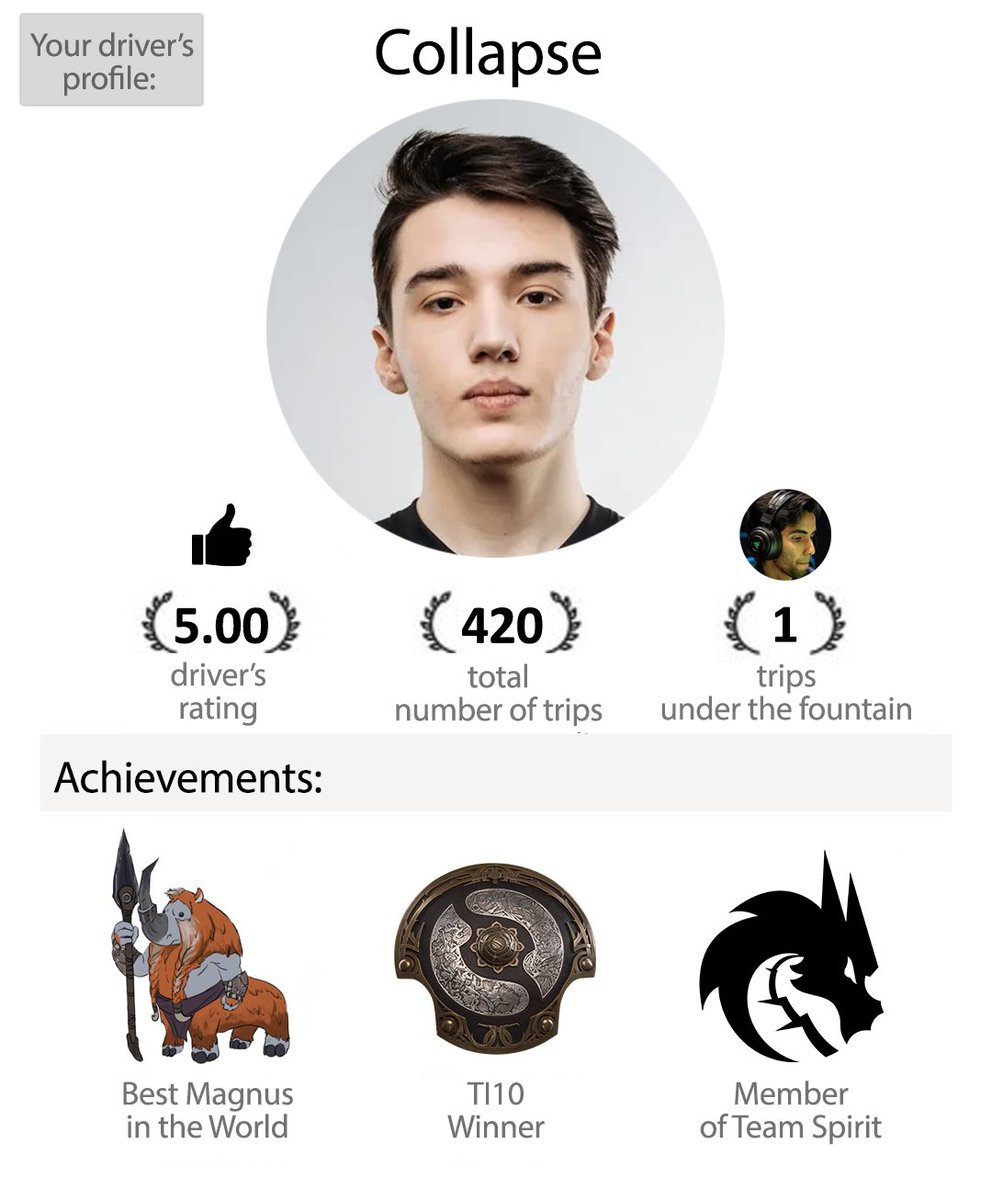 Your driver's
profile:
Collapse
5.00
driver's
rating
420
total
number of trips
1
trips
under the fountain
Achievements:
Best Magnus
in the World
TI10
Winner
Member
of Team Spirit